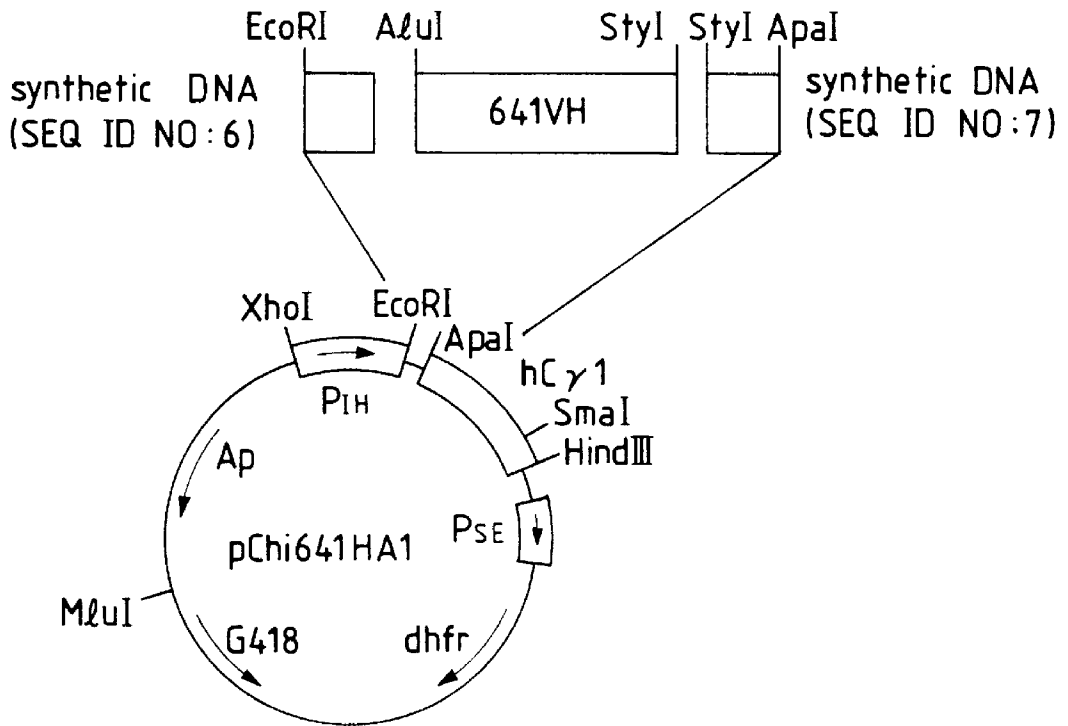 EcoRI AluI StyI StyI ApaI
synthetic DNA
(SEQ ID NO:6)
641VH
synthetic DNA
(SEQ ID NO:7)
XhoI EcoRI
ApaI
hCγ1
SmaI
HindⅢ
PIH
Ap
PSE
pChi641HA1
MluI
G418
dhfr